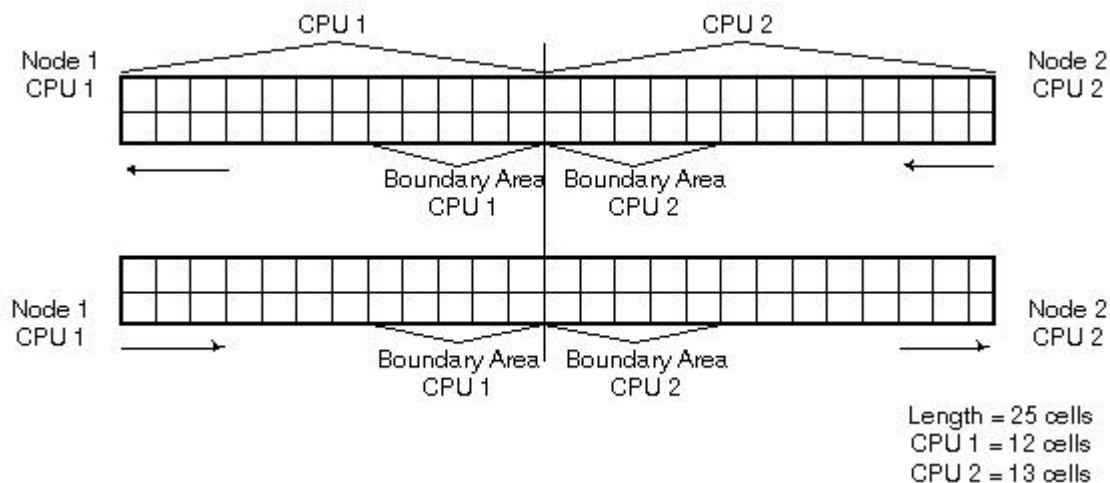 CPU 1
CPU 2
Node 1
CPU 1
Node 2
CPU 2
Boundary Area
CPU 1
Boundary Area
CPU 2
Node 1
CPU 1
Node 2
CPU 2
Boundary Area
CPU 1
Boundary Area
CPU 2
Length = 25 cells
CPU 1 = 12 cells
CPU 2 = 13 cells